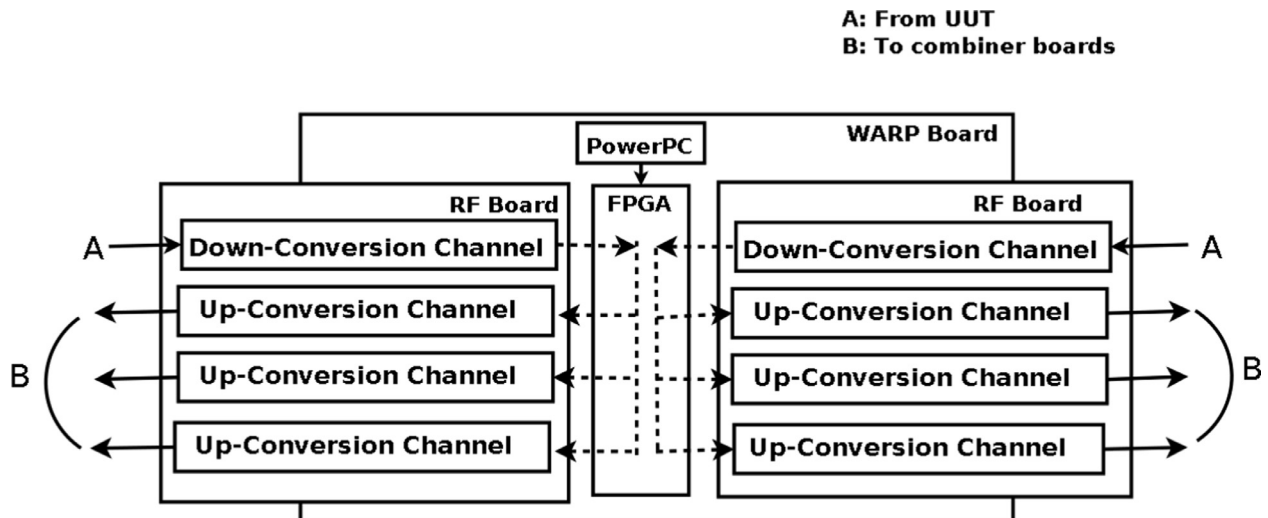 A: From UUT
B: To combiner boards
WARP Board
PowerPC
RF Board
FPGA
RF Board
A
Down-Conversion Channel
Down-Conversion Channel
A
Up-Conversion Channel
Up-Conversion Channel
B
Up-Conversion Channel
Up-Conversion Channel
B
Up-Conversion Channel
Up-Conversion Channel